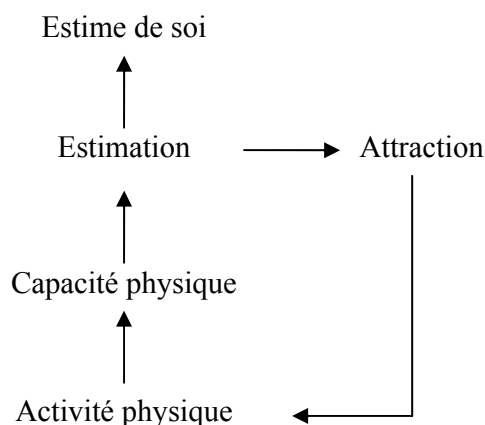 Estime de soi
Estimation
Attraction
Capacité physique
Activité physique